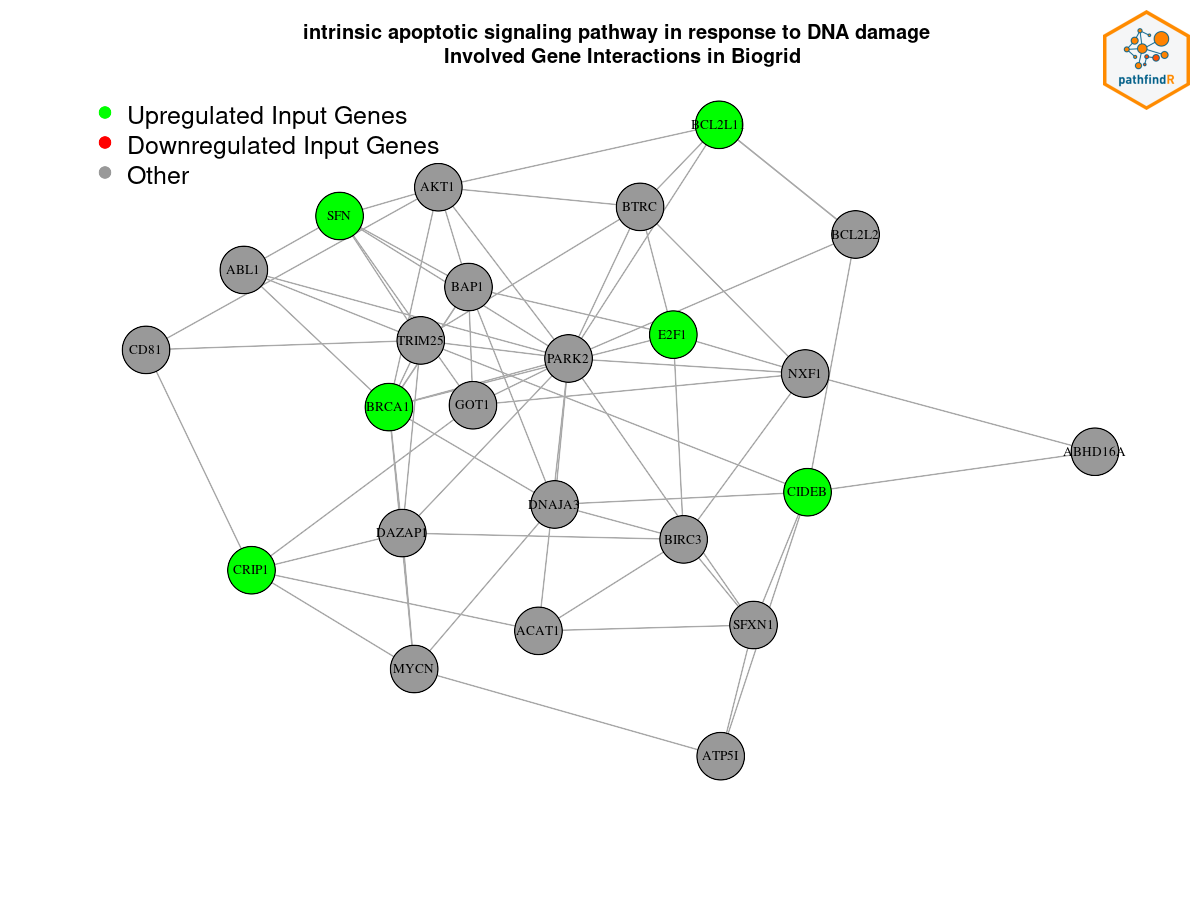 intrinsic apoptotic signaling pathway in response to DNA damage
Involved Gene Interactions in Biogrid
pathfindR
Upregulated Input Genes
Downregulated Input Genes
Other
BCL2L1
AKT1
BTRC
SFN
BCL2L2
ABL1
BAP1
E2F1
TRIM25
CD81
PARK2
NXF1
BRCA1
GOT1
ABHD16A
CIDEB
DNAJA3
DAZAP1
BIRC3
CRIP1
ACAT1
SFXN1
MYCN
ATP5I